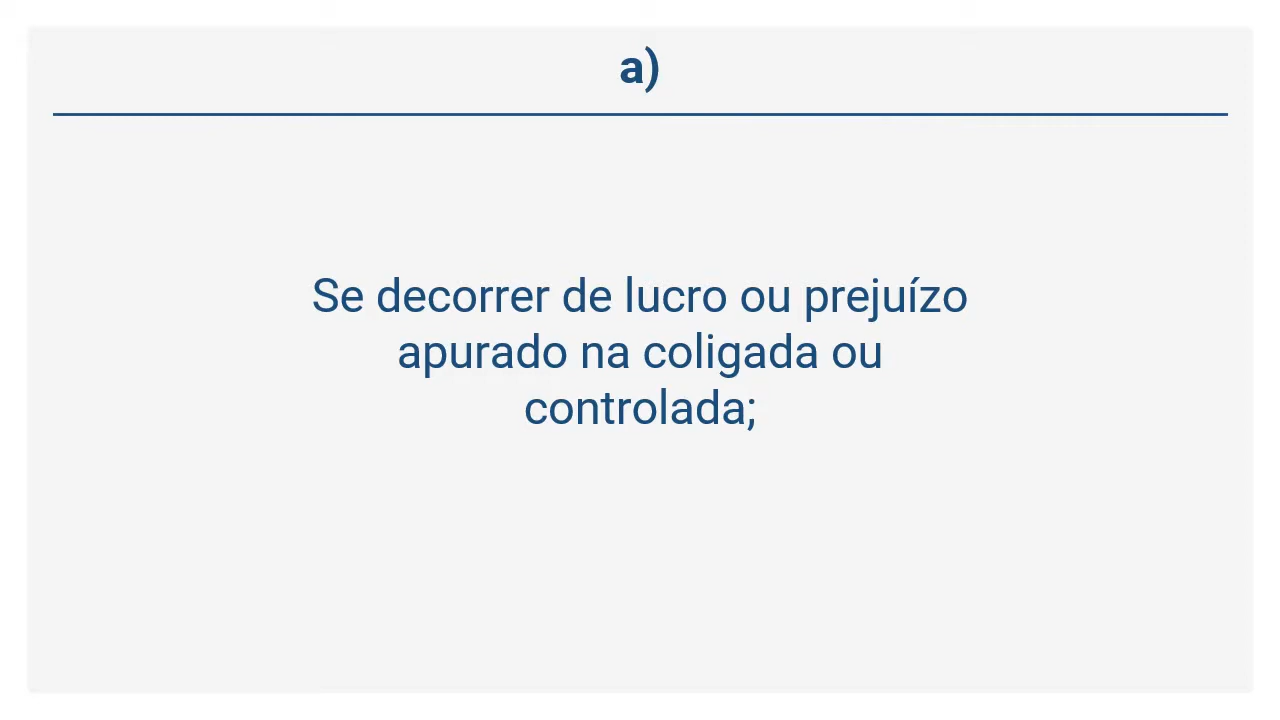 a)
Se decorrer de lucro ou prejuízo
apurado na coligada ou
controlada;